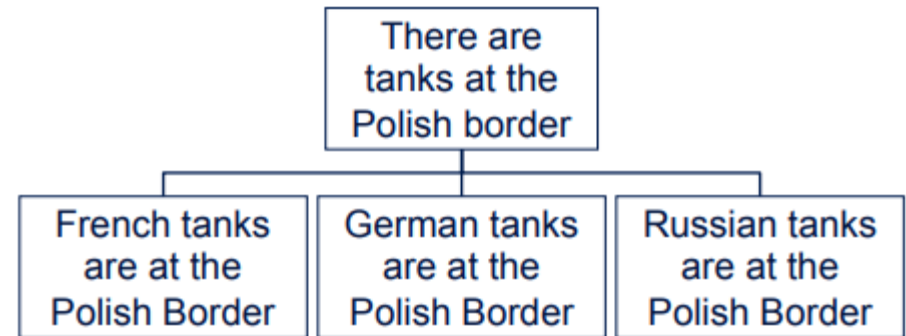 There are
tanks at the
Polish border
French tanks
are at the
Polish Border
German tanks
are at the
Polish Border
Russian tanks
are at the
Polish Border